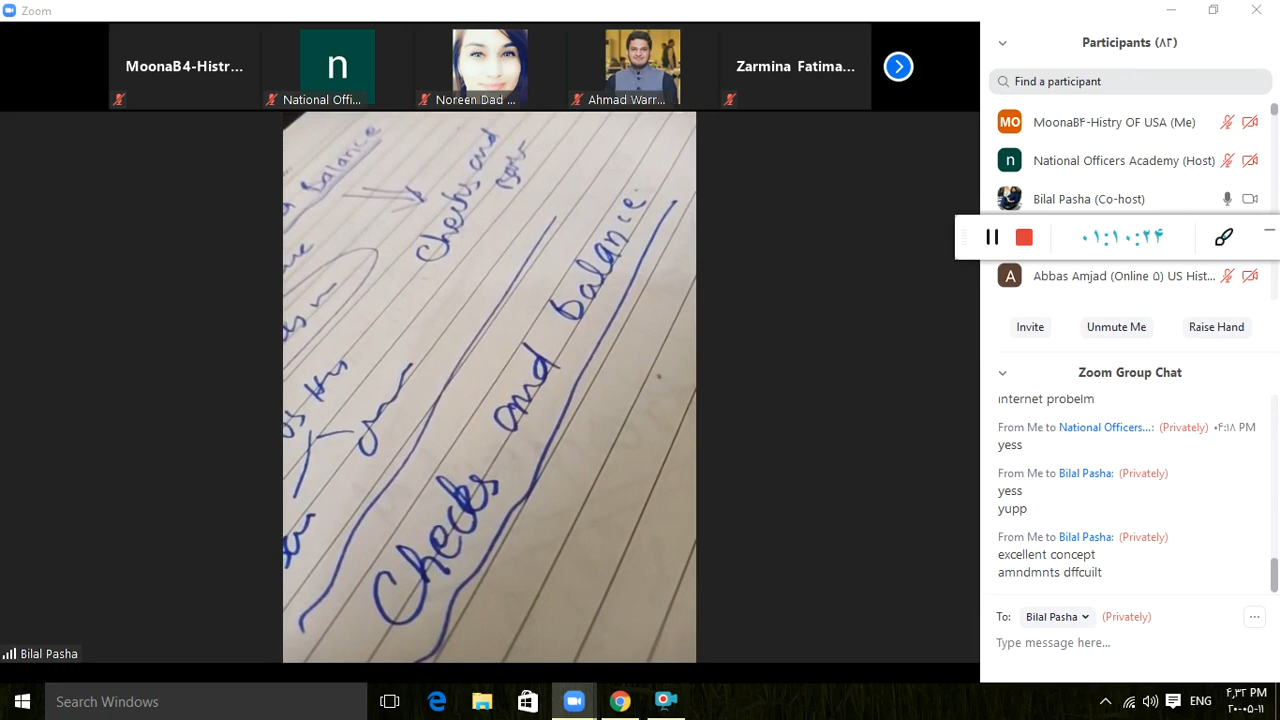 Zoom
MoonaB4-Histr...
National Offi...
Noreen Dad ...
Ahmad Warr...
Zarmina Fatima...
Balance
Checks and
Checks and balance
Bilal Pasha
Participants (۸۲)
Find a participant
MO MoonaB۴-Histry OF USA (Me)
n National Officers Academy (Host)
Bilal Pasha (Co-host)
۰۱:۱۰:۲۴
A Abbas Amjad (Online ۵) US Hist...
Invite Unmute Me Raise Hand
Zoom Group Chat
internet probelm
From Me to National Officers...: (Privately) ۰۴:۱۸ PM
yess
From Me to Bilal Pasha: (Privately)
yess
yupp
From Me to Bilal Pasha: (Privately)
excellent concept
amndmnts dffcuilt
To: Bilal Pasha (Privately)
Type message here...
Search Windows
ENG
۴:۳۲ PM
۲۰۲۰-۰۵-۱۱